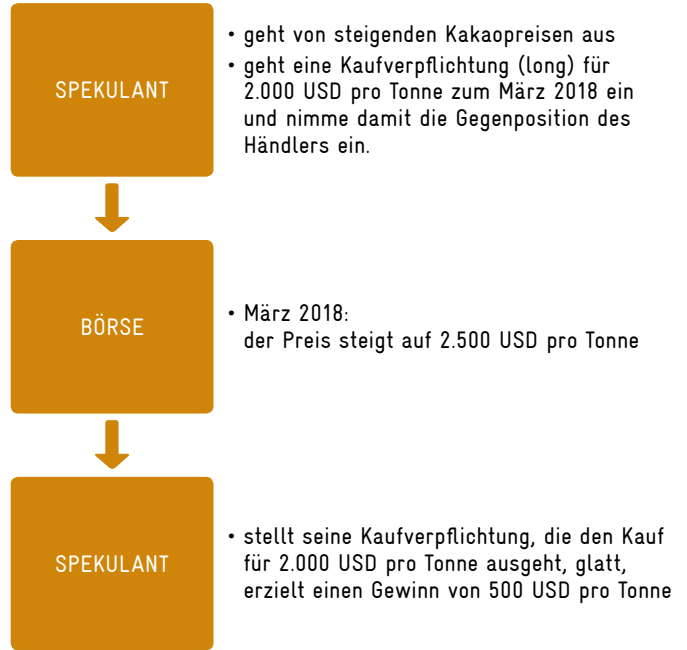 SPEKULANT
• geht von steigenden Kakaopreisen aus
• geht eine Kaufverpflichtung (long) für
2.000 USD pro Tonne zum März 2018 ein
und nimme damit die Gegenposition des
Händlers ein.
BÖRSE
• März 2018:
der Preis steigt auf 2.500 USD pro Tonne
SPEKULANT
• stellt seine Kaufverpflichtung, die den Kauf
für 2.000 USD pro Tonne ausgeht, glatt,
erzielt einen Gewinn von 500 USD pro Tonne